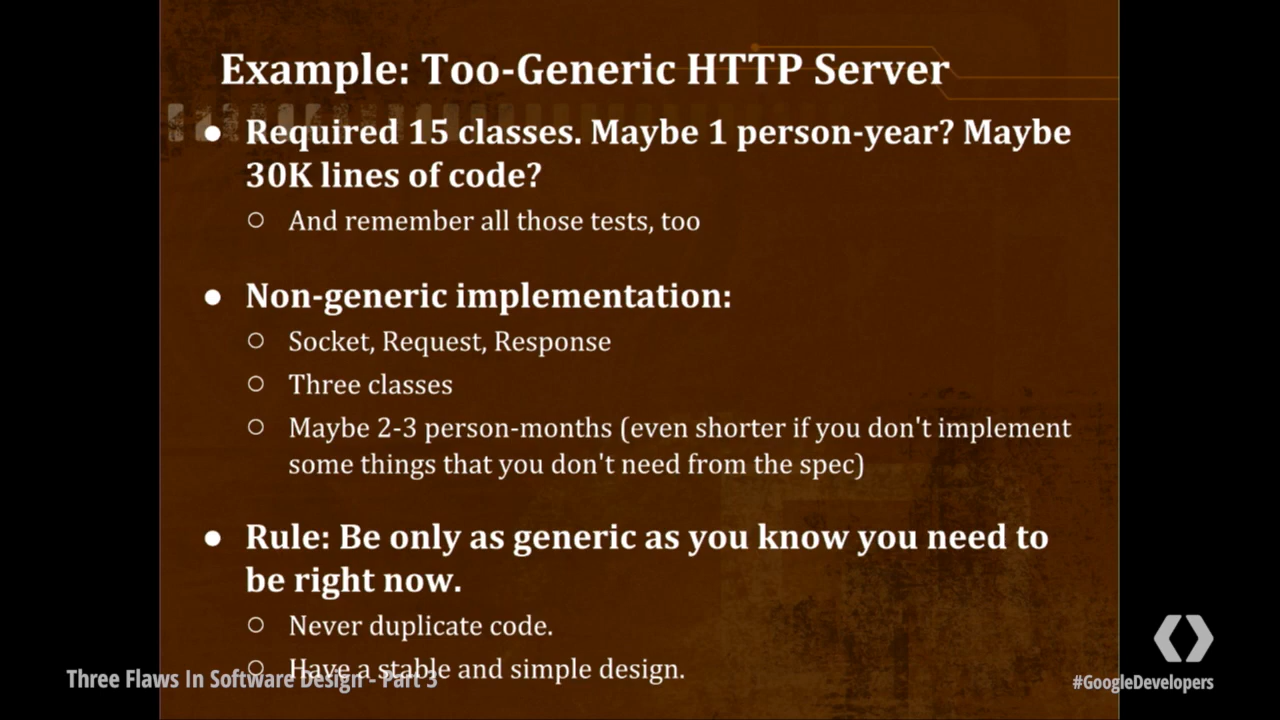 Example: Too-Generic HTTP Server
● Required 15 classes. Maybe 1 person-year? Maybe
30K lines of code?
○ And remember all those tests, too
● Non-generic implementation:
○ Socket, Request, Response
○ Three classes
○ Maybe 2-3 person-months (even shorter if you don't implement
some things that you don't need from the spec)
● Rule: Be only as generic as you know you need to
be right now.
○ Never duplicate code.
○ Have a stable and simple design.
Three Flaws In Software Design - Part 3
#GoogleDevelopers